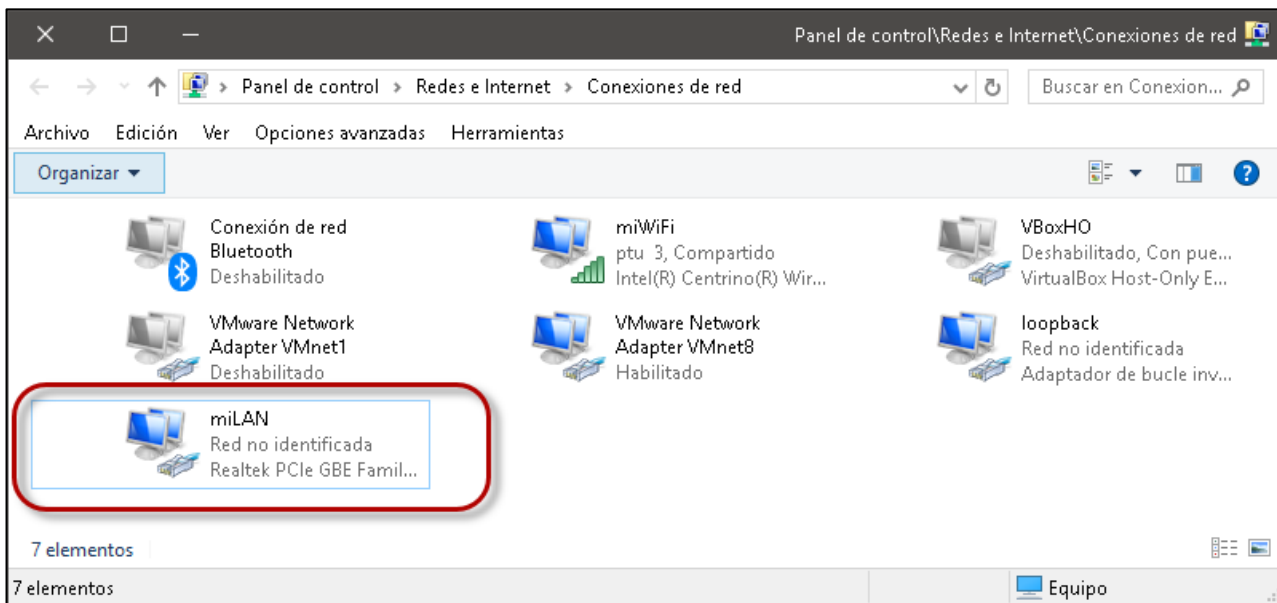 Panel de control\Redes e Internet\Conexiones de red
Panel de control > Redes e Internet > Conexiones de red
Buscar en Conexion...
Archivo Edición Ver Opciones avanzadas Herramientas
Organizar
Conexión de red
Bluetooth
Deshabilitado
miWiFi
ptu 3, Compartido
Intel(R) Centrino(R) Wir...
VBoxHO
Deshabilitado, Con pue...
VirtualBox Host-Only E...
VMware Network
Adapter VMnet1
Deshabilitado
VMware Network
Adapter VMnet8
Habilitado
loopback
Red no identificada
Adaptador de bucle inv...
miLAN
Red no identificada
Realtek PCIe GBE Famil...
7 elementos
7 elementos
Equipo